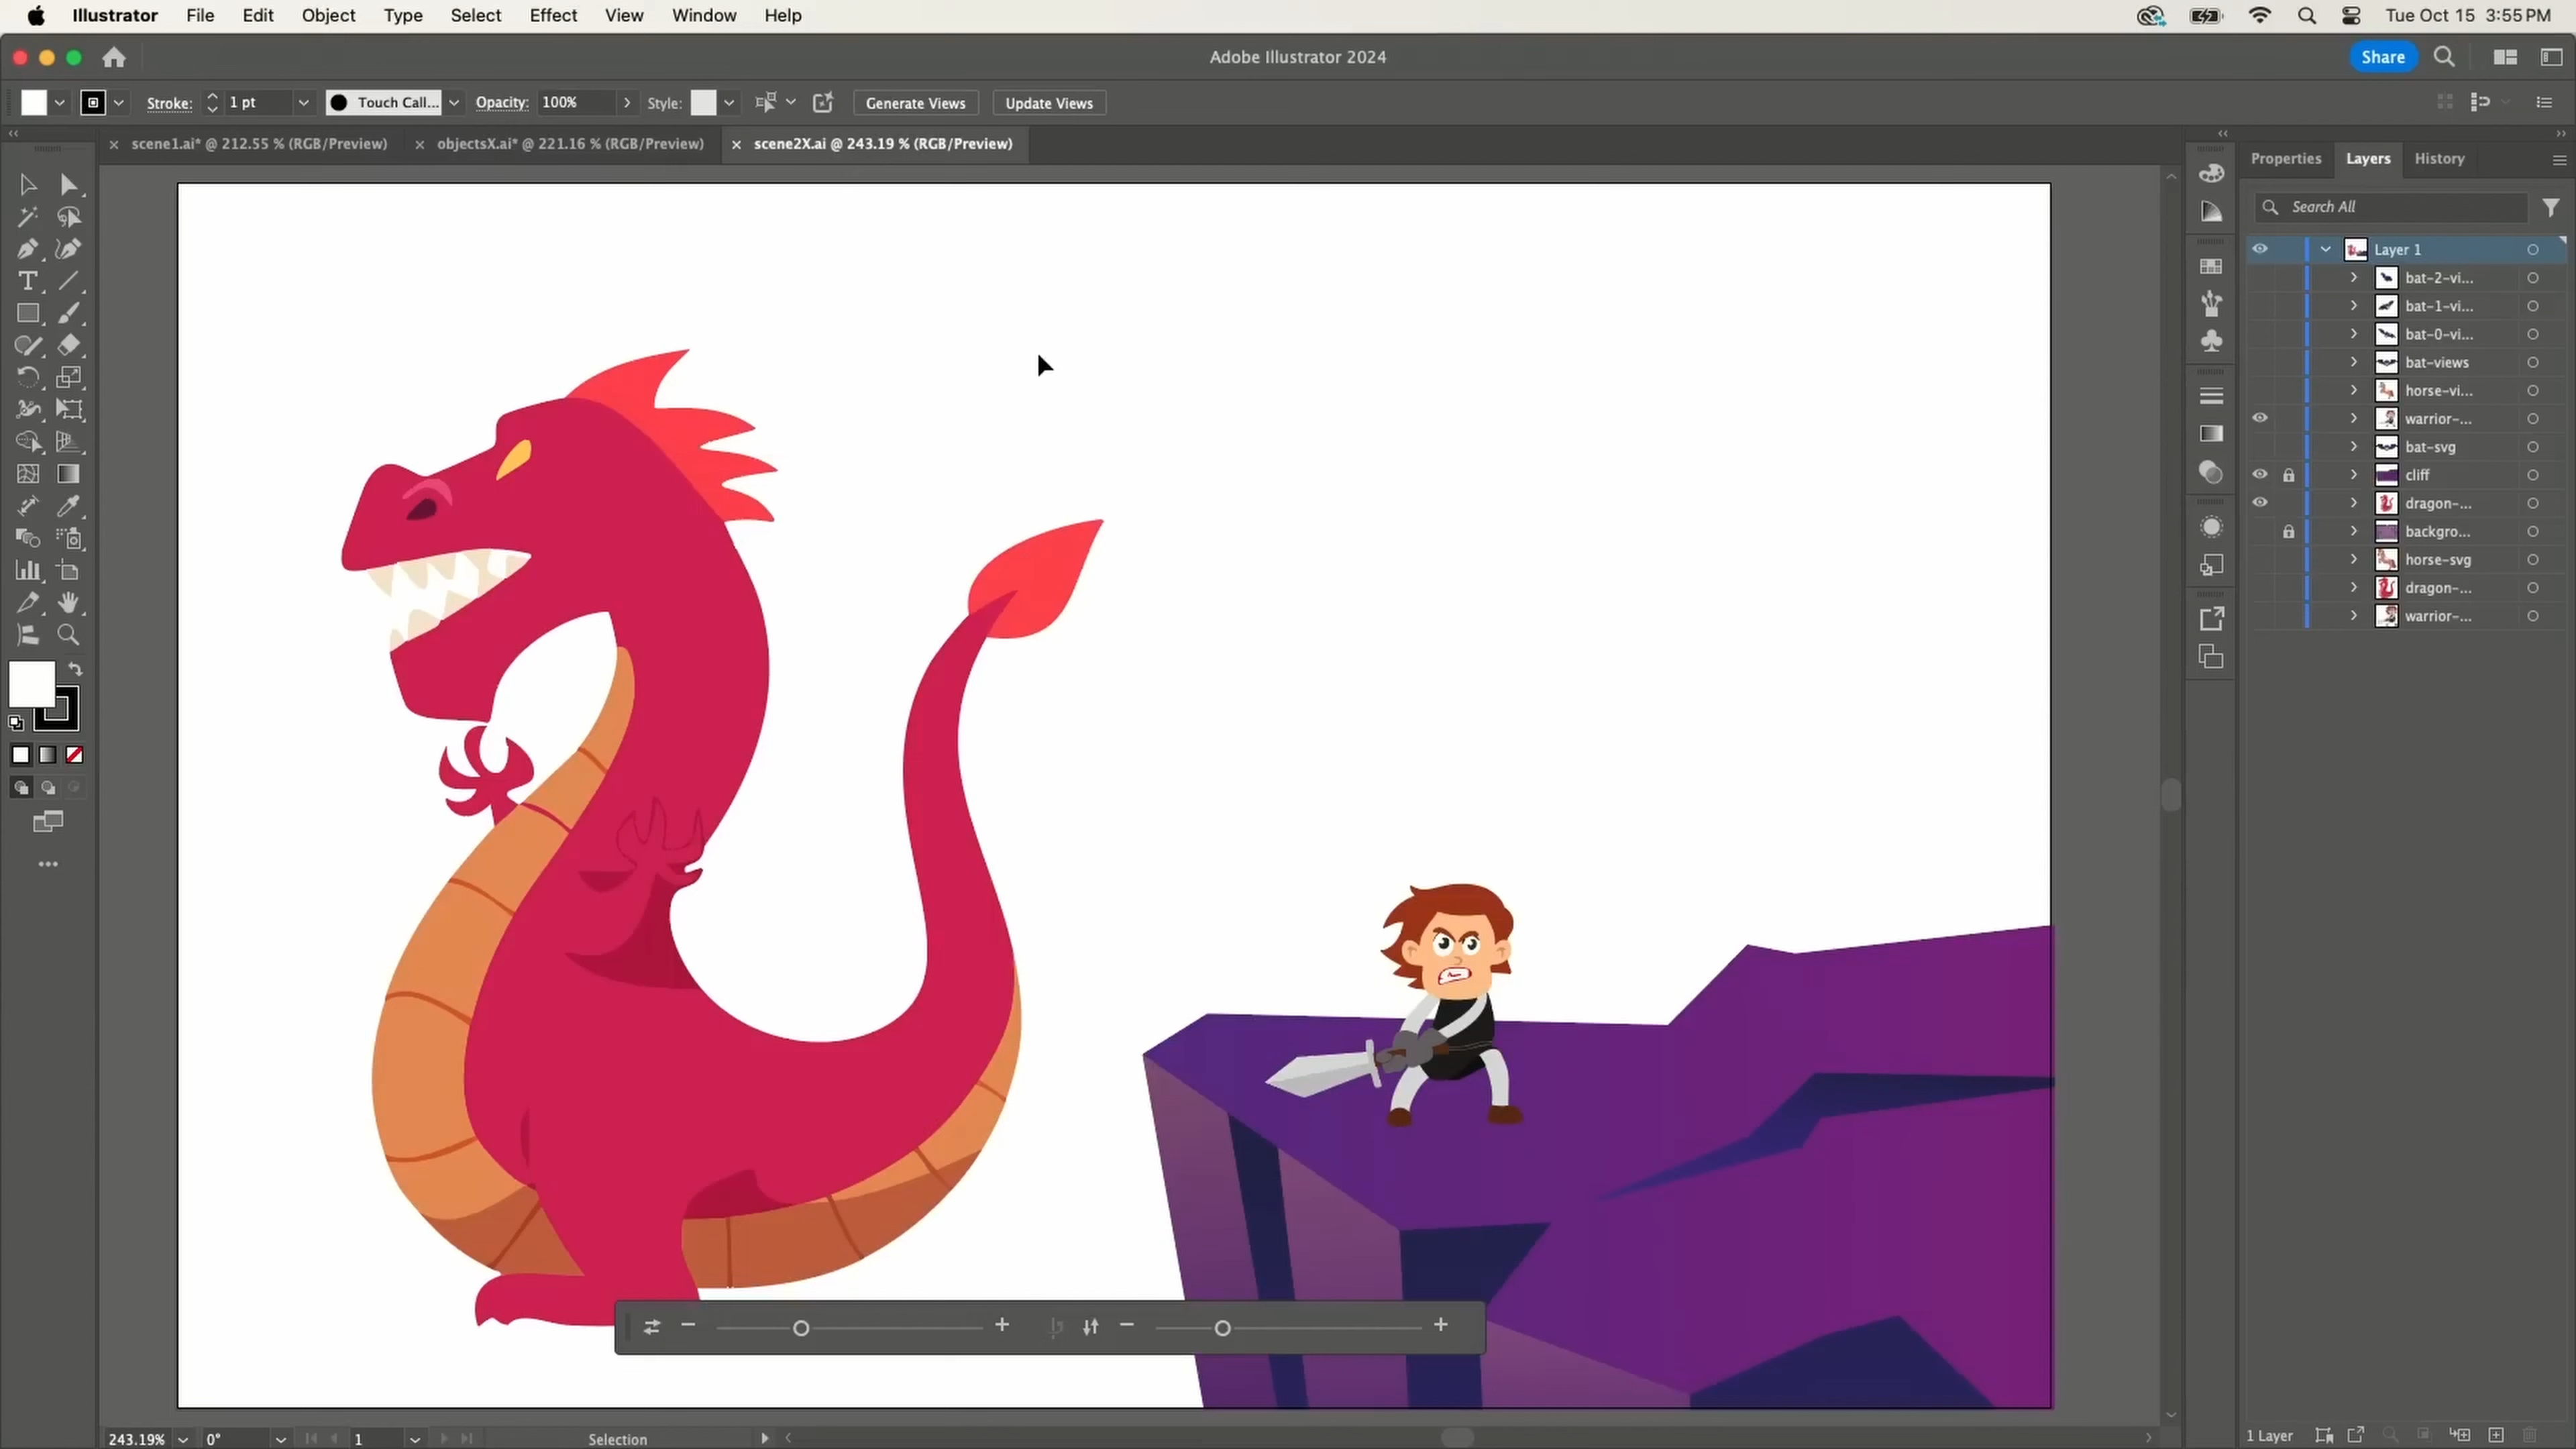 Illustrator File Edit Object Type Select Effect View Window Help Tue Oct 15 3:55 PM
Adobe Illustrator 2024 Share
Stroke: 1 pt Touch Call... Opacity: 100% Style: Generate Views Update Views
scene1.ai* @ 212.55 % (RGB/Preview) objectsX.ai* @ 221.16 % (RGB/Preview) scene2X.ai @ 243.19 % (RGB/Preview)
Properties Layers History
Search All
Layer 1
bat-2-vi...
bat-1-vi...
bat-0-vi...
bat-views
horse-vi...
warrior-...
bat-svg
cliff
dragon-...
backgro...
horse-svg
dragon-...
warrior-...
243.19% 0° 1 Selection 1 Layer